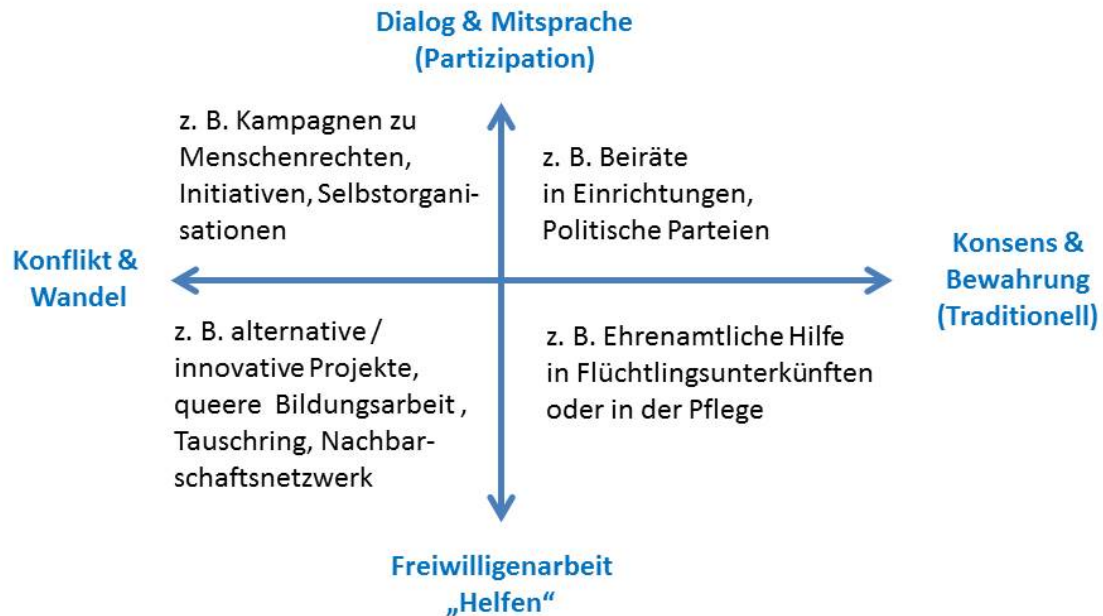 Dialog & Mitsprache
(Partizipation)
z. B. Kampagnen zu
Menschenrechten,
Initiativen, Selbstorgani-
sationen
z. B. Beiräte
in Einrichtungen,
Politische Parteien
Konflikt &
Wandel
Konsens &
Bewahrung
(Traditionell)
z. B. alternative /
innovative Projekte,
queere Bildungsarbeit ,
Tauschring, Nachbar-
schaftsnetzwerk
z. B. Ehrenamtliche Hilfe
in Flüchtlingsunterkünften
oder in der Pflege
Freiwilligenarbeit
„Helfen“